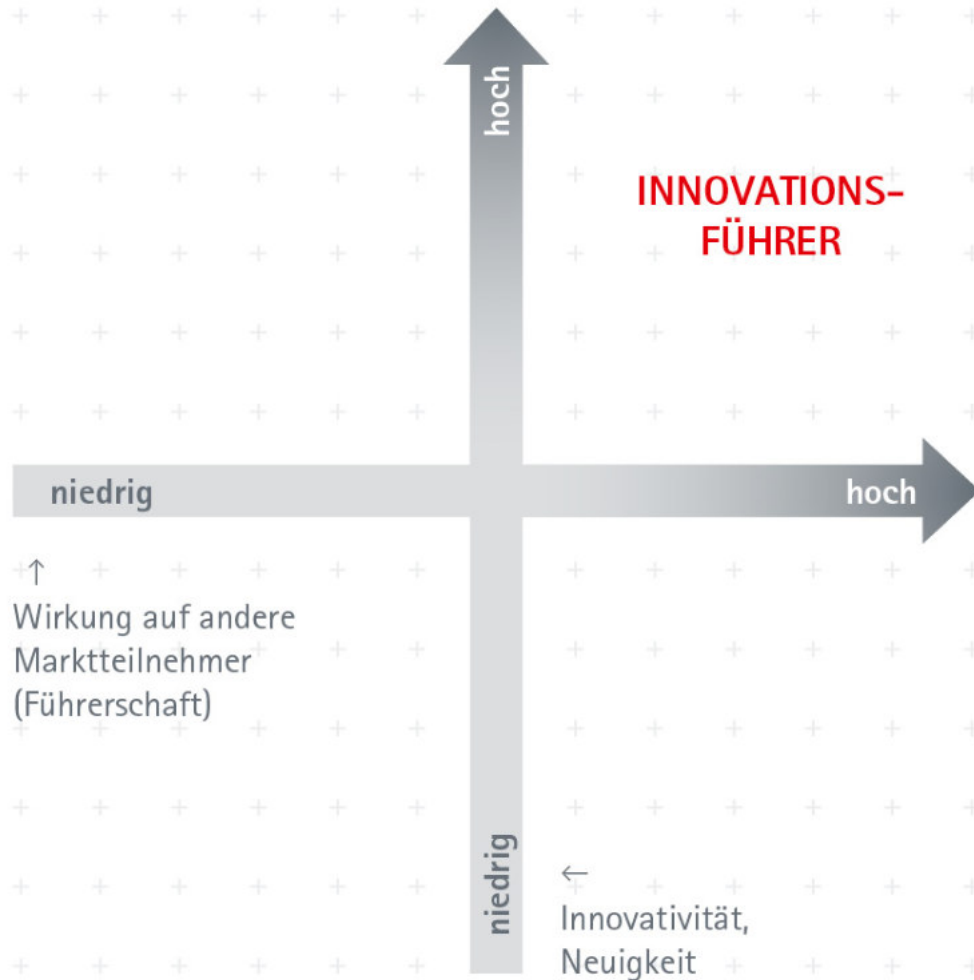 hoch
INNOVATIONS-
FÜHRER
niedrig
hoch
↑
Wirkung auf andere
Marktteilnehmer
(Führerschaft)
niedrig
←
Innovativität,
Neuigkeit